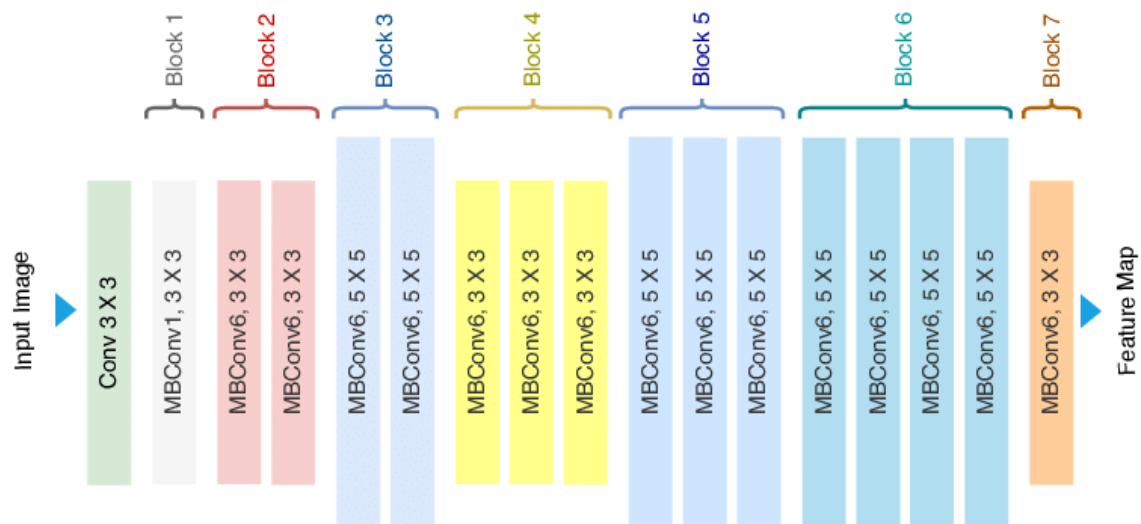 Input Image
Conv 3 X 3
Block 1
MBConv1, 3 X 3
Block 2
MBConv6, 3 X 3
MBConv6, 3 X 3
Block 3
MBConv6, 5 X 5
MBConv6, 5 X 5
Block 4
MBConv6, 3 X 3
MBConv6, 3 X 3
MBConv6, 3 X 3
Block 5
MBConv6, 5 X 5
MBConv6, 5 X 5
MBConv6, 5 X 5
Block 6
MBConv6, 5 X 5
MBConv6, 5 X 5
MBConv6, 5 X 5
MBConv6, 5 X 5
Block 7
MBConv6, 3 X 3
Feature Map